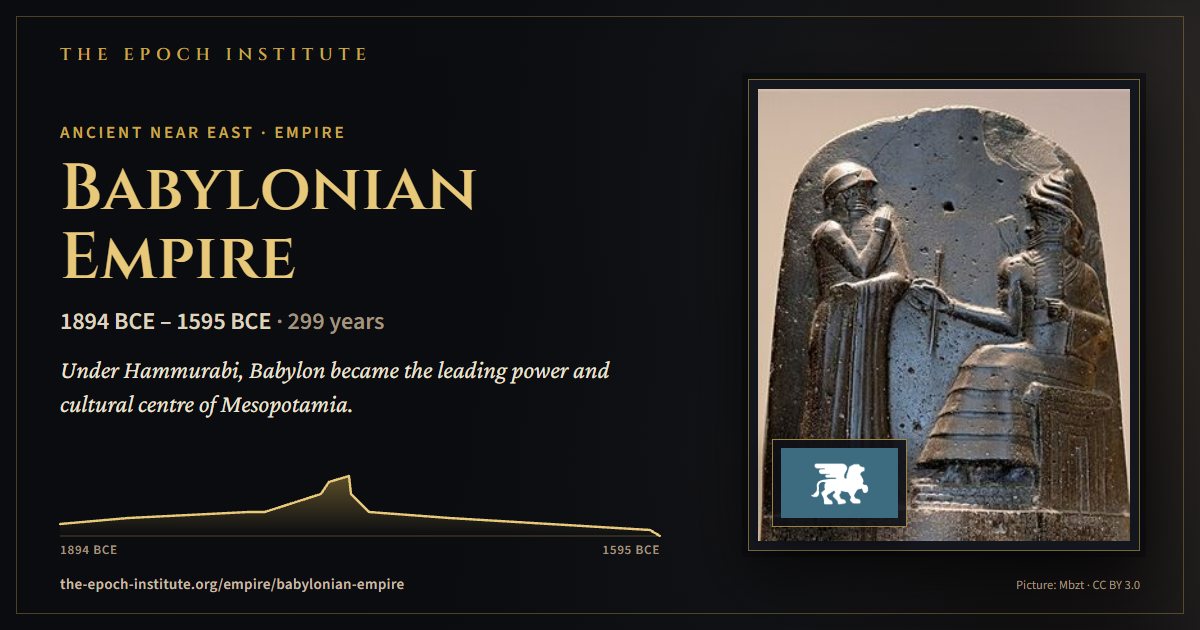 THE EPOCH INSTITUTE
ANCIENT NEAR EAST · EMPIRE
BABYLONIAN
EMPIRE
1894 BCE – 1595 BCE · 299 years
Under Hammurabi, Babylon became the leading power and
cultural centre of Mesopotamia.
1894 BCE
1595 BCE
the-epoch-institute.org/empire/babylonian-empire
Picture: Mbzt · CC BY 3.0